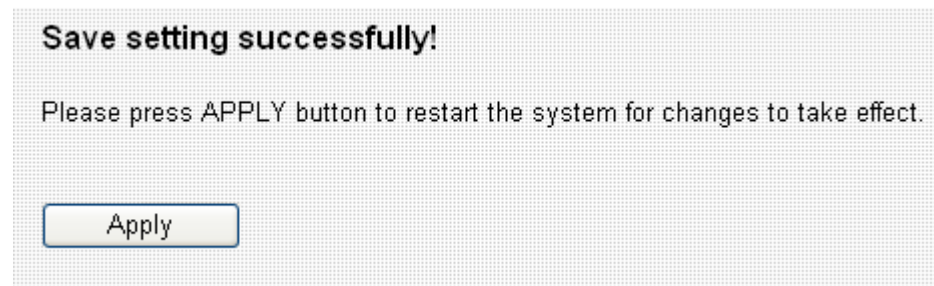 Save setting successfully!
Please press APPLY button to restart the system for changes to take effect.
Apply